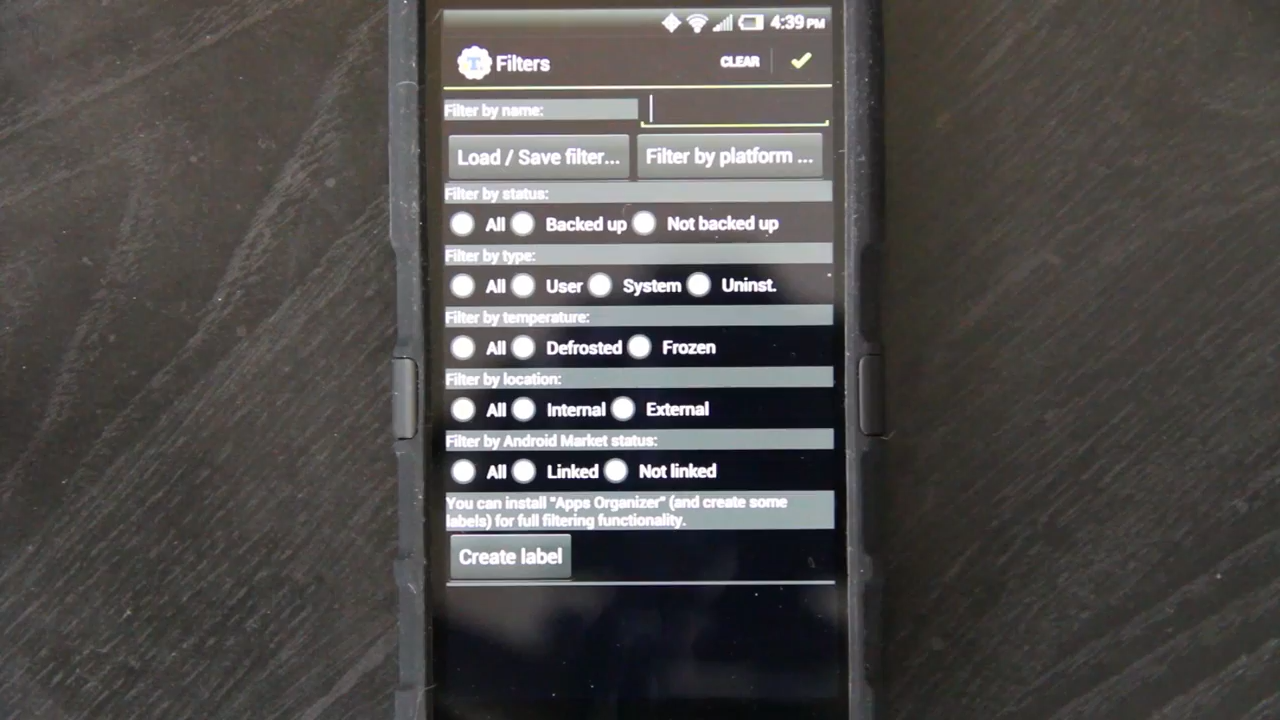 4:39 PM
T Filters CLEAR
Filter by name:
Load / Save filter... Filter by platform ...
Filter by status:
All Backed up Not backed up
Filter by type:
All User System Uninst.
Filter by temperature:
All Defrosted Frozen
Filter by location:
All Internal External
Filter by Android Market status:
All Linked Not linked
You can install "Apps Organizer" (and create some
labels) for full filtering functionality.
Create label